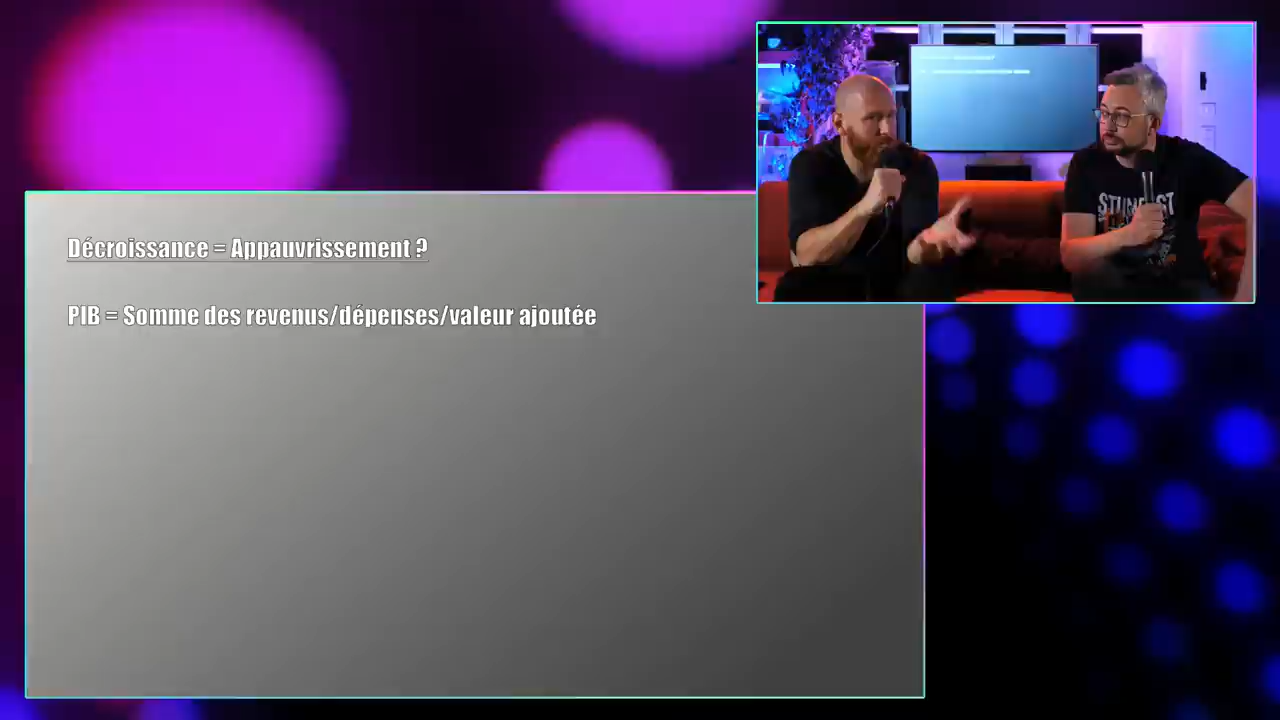 Décroissance = Appauvrissement ?
PIB = Somme des revenus/dépenses/valeur ajoutée